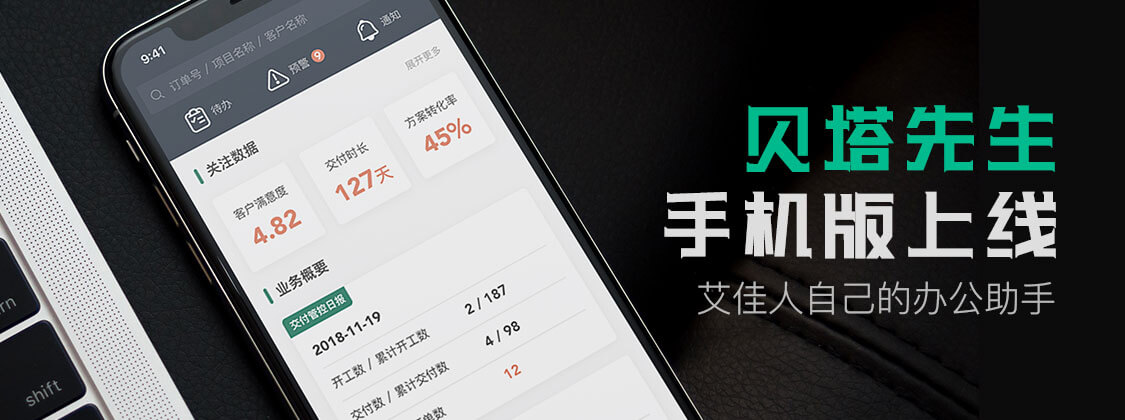 9:41
订单号 / 项目名称 / 客户名称
待办
预警
9
通知
关注数据
展开更多
客户满意度
4.82
交付时长
127天
方案转化率
45%
业务概要
交付管控日报
2018-11-19
开工数 / 累计开工数
2 / 187
交付数 / 累计交付数
4 / 98
12
shift
贝塔先生
手机版上线
艾佳人自己的办公助手